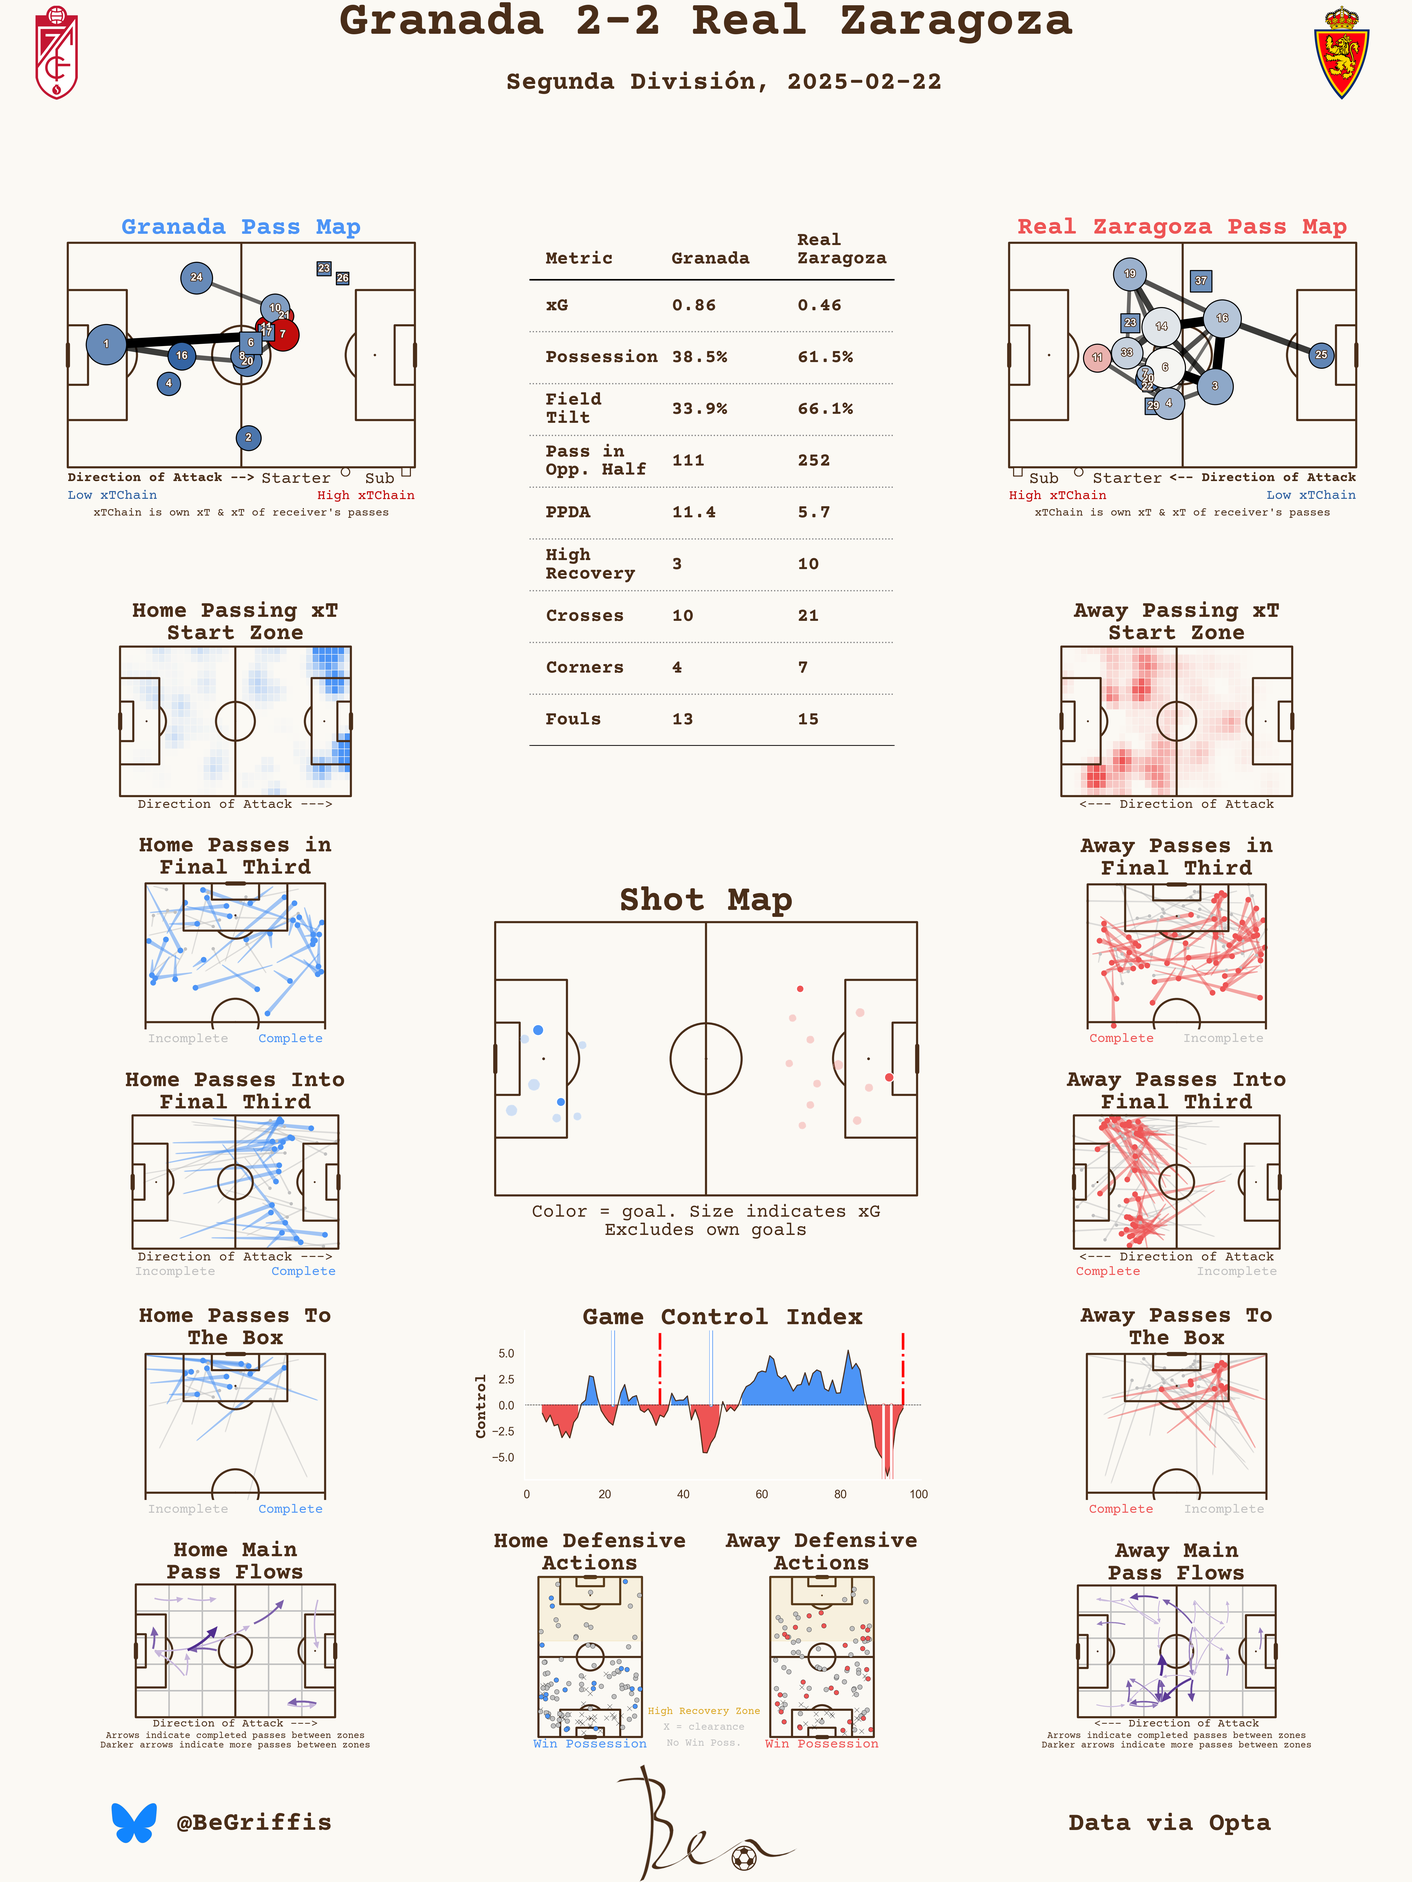 Granada 2-2 Real Zaragoza
Segunda División, 2025-02-22
Granada Pass Map
24
23
26
10
21
11
17
7
1
6
16
8
20
4
2
Direction of Attack --> Starter Sub
Low xTChain High xTChain
xTChain is own xT & xT of receiver's passes
Metric Granada Real Zaragoza
xG 0.86 0.46
Possession 38.5% 61.5%
Field Tilt 33.9% 66.1%
Pass in Opp. Half 111 252
PPDA 11.4 5.7
High Recovery 3 10
Crosses 10 21
Corners 4 7
Fouls 13 15
Real Zaragoza Pass Map
19
37
23
14
16
11
33
25
6
7
20
22
3
29
4
Sub Starter <-- Direction of Attack
High xTChain Low xTChain
xTChain is own xT & xT of receiver's passes
Home Passing xT
Start Zone
Direction of Attack --->
Away Passing xT
Start Zone
<--- Direction of Attack
Home Passes in
Final Third
Incomplete Complete
Shot Map
Color = goal. Size indicates xG
Excludes own goals
Away Passes in
Final Third
Complete Incomplete
Home Passes Into
Final Third
Direction of Attack --->
Incomplete Complete
Away Passes Into
Final Third
<--- Direction of Attack
Complete Incomplete
Home Passes To
The Box
Incomplete Complete
Game Control Index
Control
5.0
2.5
0.0
−2.5
−5.0
0 20 40 60 80 100
Away Passes To
The Box
Complete Incomplete
Home Main
Pass Flows
Direction of Attack --->
Arrows indicate completed passes between zones
Darker arrows indicate more passes between zones
Home Defensive
Actions
Win Possession
High Recovery Zone
X = clearance
No Win Poss.
Away Defensive
Actions
Win Possession
Away Main
Pass Flows
<--- Direction of Attack
Arrows indicate completed passes between zones
Darker arrows indicate more passes between zones
@BeGriffis
Ben
Data via Opta